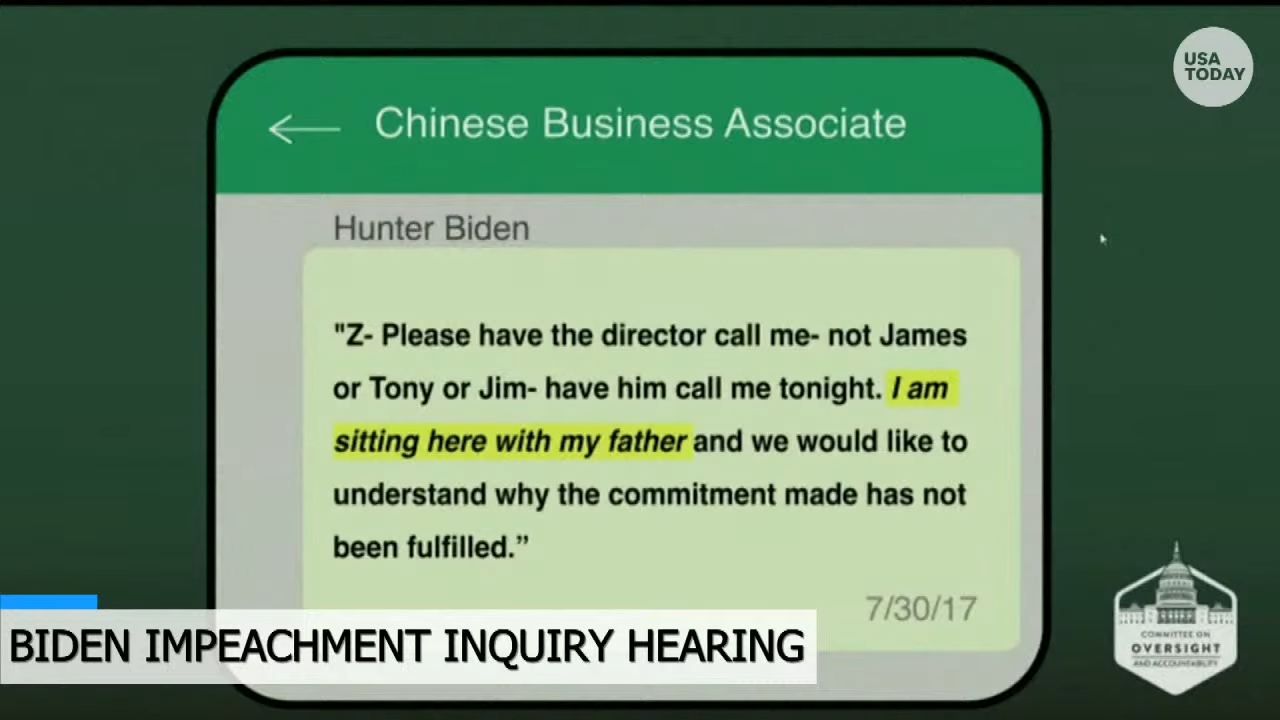 USA
TODAY
Chinese Business Associate
Hunter Biden
"Z- Please have the director call me- not James
or Tony or Jim- have him call me tonight. I am
sitting here with my father and we would like to
understand why the commitment made has not
been fulfilled.”
7/30/17
BIDEN IMPEACHMENT INQUIRY HEARING
COMMITTEE ON
OVERSIGHT
AND ACCOUNTABILITY